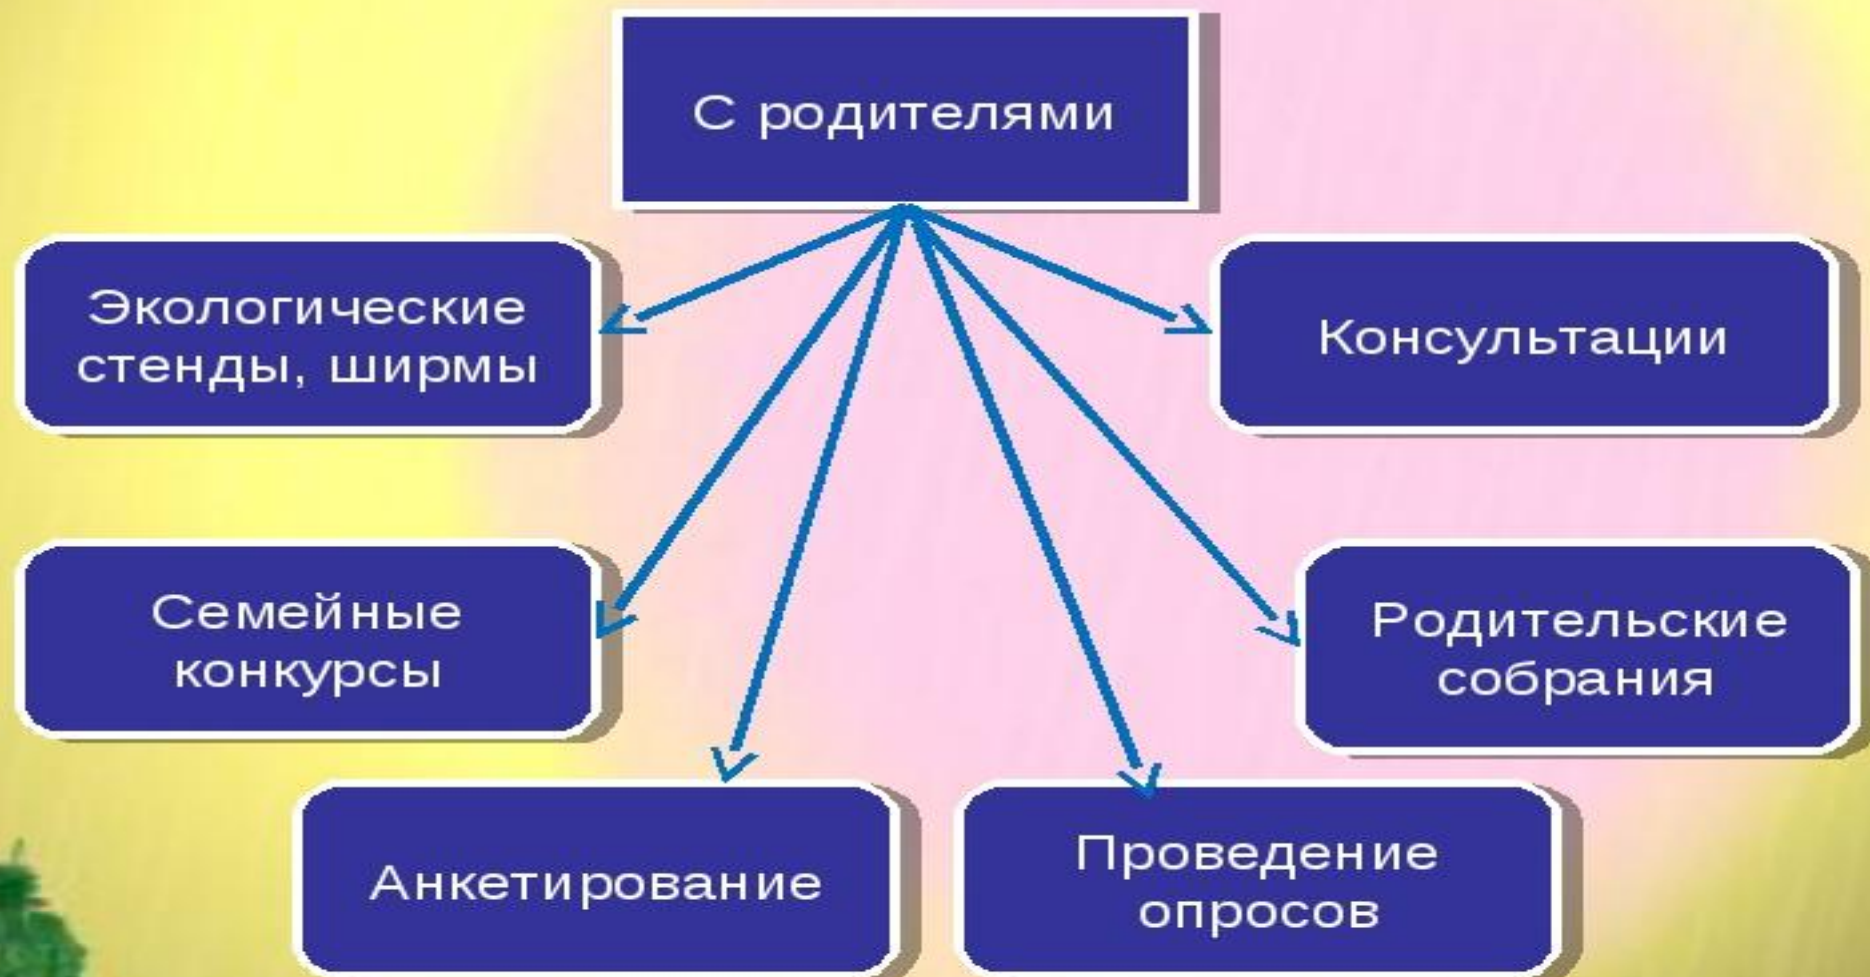 С родителями
Экологические
стенды, ширмы
Консультации
Семейные
конкурсы
Родительские
собрания
Анкетирование
Проведение
опросов